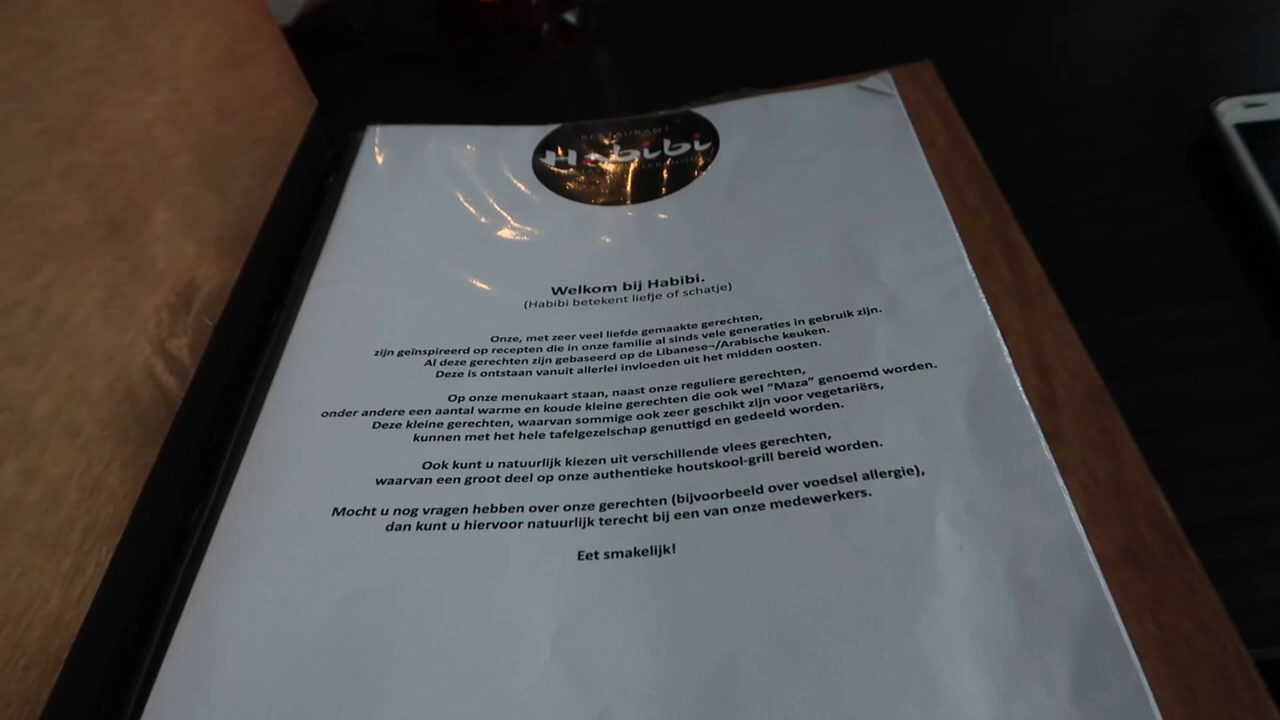 RESTAURANT
Habibi
Welkom bij Habibi.
(Habibi betekent liefje of schatje)
Onze, met zeer veel liefde gemaakte gerechten,
zijn geïnspireerd op recepten die in onze familie al sinds vele generaties in gebruik zijn.
Al deze gerechten zijn gebaseerd op de Libanese-/Arabische keuken.
Deze is ontstaan vanuit allerlei invloeden uit het midden oosten.
Op onze menukaart staan, naast onze reguliere gerechten,
onder andere een aantal warme en koude kleine gerechten die ook wel “Maza” genoemd worden.
Deze kleine gerechten, waarvan sommige ook zeer geschikt zijn voor vegetariërs,
kunnen met het hele tafelgezelschap genuttigd en gedeeld worden.
Ook kunt u natuurlijk kiezen uit verschillende vlees gerechten,
waarvan een groot deel op onze authentieke houtskool-grill bereid worden.
Mocht u nog vragen hebben over onze gerechten (bijvoorbeeld over voedsel allergie),
dan kunt u hiervoor natuurlijk terecht bij een van onze medewerkers.
Eet smakelijk!